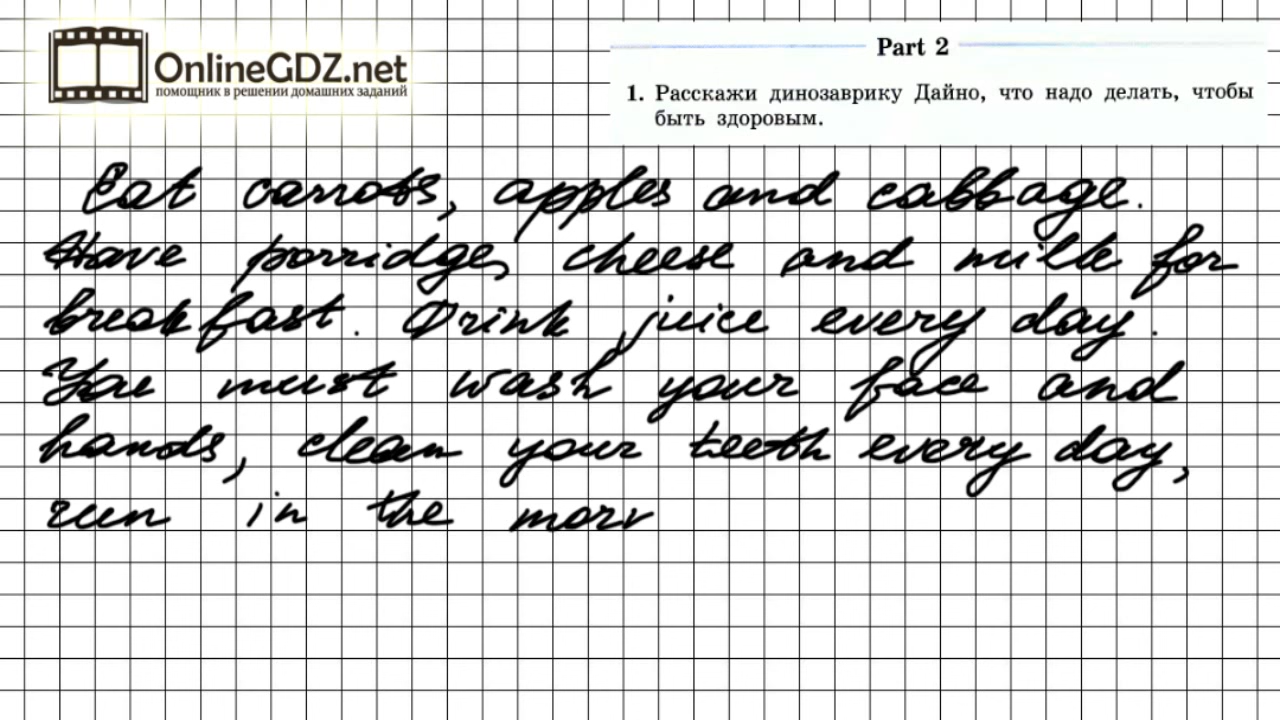 OnlineGDZ.net
помощник в решении домашних заданий
Part 2
1. Расскажи динозаврику Дайно, что надо делать, чтобы
быть здоровым.
Eat carrots, apples and cabbage.
Have porridge, cheese and milk for
breakfast. Drink juice every day.
You must wash your face and
hands, clean your teeth every day,
run in the morn